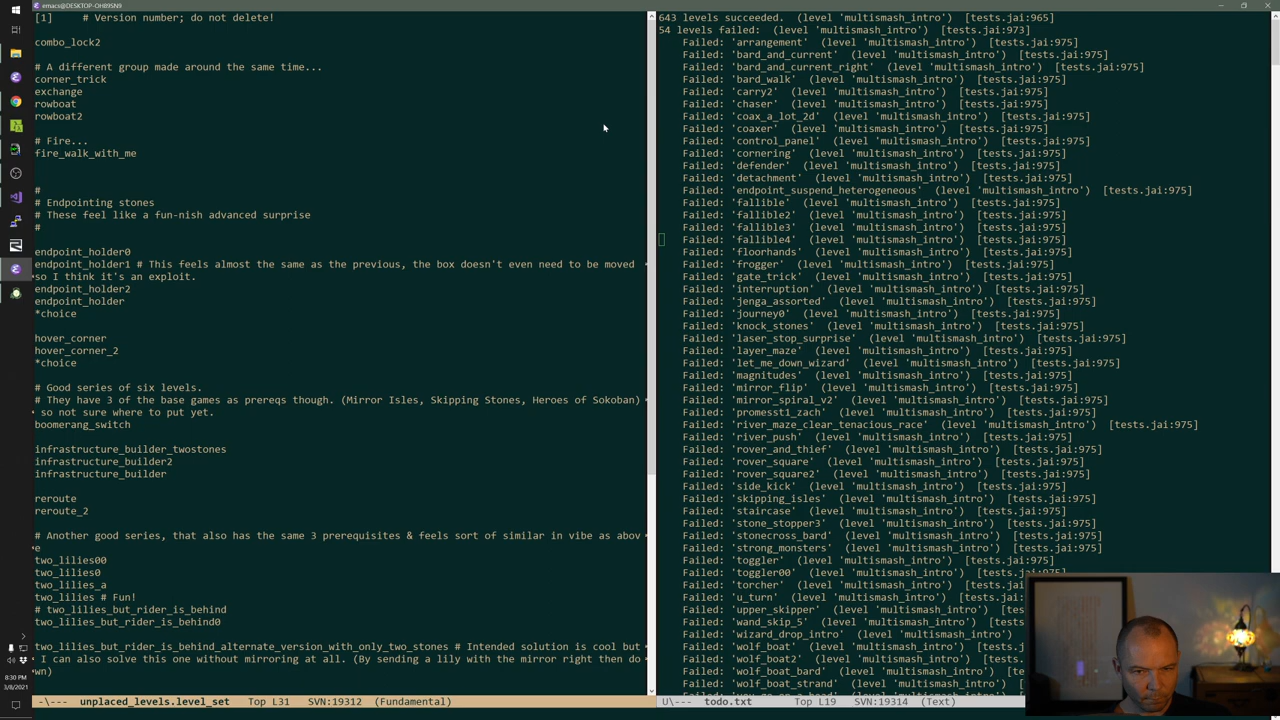 emacs@DESKTOP-OH89SN9
[1]     # Version number; do not delete!
combo_lock2
# A different group made around the same time...
corner_trick
exchange
rowboat
rowboat2
# Fire...
fire_walk_with_me
#
# Endpointing stones
# These feel like a fun-nish advanced surprise
#
endpoint_holder0
endpoint_holder1 # This feels almost the same as the previous, the box doesn't even need to be moved
so I think it's an exploit.
endpoint_holder2
endpoint_holder
*choice
hover_corner
hover_corner_2
*choice
# Good series of six levels.
# They have 3 of the base games as prereqs though. (Mirror Isles, Skipping Stones, Heroes of Sokoban)
so not sure where to put yet.
boomerang_switch
infrastructure_builder_twostones
infrastructure_builder2
infrastructure_builder
reroute
reroute_2
# Another good series, that also has the same 3 prerequisites & feels sort of similar in vibe as abov
e
two_lilies00
two_lilies0
two_lilies_a
two_lilies # Fun!
# two_lilies_but_rider_is_behind
two_lilies_but_rider_is_behind0
two_lilies_but_rider_is_behind_alternate_version_with_only_two_stones # Intended solution is cool but
I can also solve this one without mirroring at all. (By sending a lily with the mirror right then do
wn)
-\---  unplaced_levels.level_set   Top L31   SVN:19312  (Fundamental)
643 levels succeeded.  (level 'multismash_intro')  [tests.jai:965]
54 levels failed:  (level 'multismash_intro')  [tests.jai:973]
Failed: 'arrangement'  (level 'multismash_intro')  [tests.jai:975]
Failed: 'bard_and_current'  (level 'multismash_intro')  [tests.jai:975]
Failed: 'bard_and_current_right'  (level 'multismash_intro')  [tests.jai:975]
Failed: 'bard_walk'  (level 'multismash_intro')  [tests.jai:975]
Failed: 'carry2'  (level 'multismash_intro')  [tests.jai:975]
Failed: 'chaser'  (level 'multismash_intro')  [tests.jai:975]
Failed: 'coax_a_lot_2d'  (level 'multismash_intro')  [tests.jai:975]
Failed: 'coaxer'  (level 'multismash_intro')  [tests.jai:975]
Failed: 'control_panel'  (level 'multismash_intro')  [tests.jai:975]
Failed: 'cornering'  (level 'multismash_intro')  [tests.jai:975]
Failed: 'defender'  (level 'multismash_intro')  [tests.jai:975]
Failed: 'detachment'  (level 'multismash_intro')  [tests.jai:975]
Failed: 'endpoint_suspend_heterogeneous'  (level 'multismash_intro')  [tests.jai:975]
Failed: 'fallible'  (level 'multismash_intro')  [tests.jai:975]
Failed: 'fallible2'  (level 'multismash_intro')  [tests.jai:975]
Failed: 'fallible3'  (level 'multismash_intro')  [tests.jai:975]
Failed: 'fallible4'  (level 'multismash_intro')  [tests.jai:975]
Failed: 'floorhands'  (level 'multismash_intro')  [tests.jai:975]
Failed: 'frogger'  (level 'multismash_intro')  [tests.jai:975]
Failed: 'gate_trick'  (level 'multismash_intro')  [tests.jai:975]
Failed: 'interruption'  (level 'multismash_intro')  [tests.jai:975]
Failed: 'jenga_assorted'  (level 'multismash_intro')  [tests.jai:975]
Failed: 'journey0'  (level 'multismash_intro')  [tests.jai:975]
Failed: 'knock_stones'  (level 'multismash_intro')  [tests.jai:975]
Failed: 'laser_stop_surprise'  (level 'multismash_intro')  [tests.jai:975]
Failed: 'layer_maze'  (level 'multismash_intro')  [tests.jai:975]
Failed: 'let_me_down_wizard'  (level 'multismash_intro')  [tests.jai:975]
Failed: 'magnitudes'  (level 'multismash_intro')  [tests.jai:975]
Failed: 'mirror_flip'  (level 'multismash_intro')  [tests.jai:975]
Failed: 'mirror_spiral_v2'  (level 'multismash_intro')  [tests.jai:975]
Failed: 'promesst1_zach'  (level 'multismash_intro')  [tests.jai:975]
Failed: 'river_maze_clear_tenacious_race'  (level 'multismash_intro')  [tests.jai:975]
Failed: 'river_push'  (level 'multismash_intro')  [tests.jai:975]
Failed: 'rover_and_thief'  (level 'multismash_intro')  [tests.jai:975]
Failed: 'rover_square'  (level 'multismash_intro')  [tests.jai:975]
Failed: 'rover_square2'  (level 'multismash_intro')  [tests.jai:975]
Failed: 'side_kick'  (level 'multismash_intro')  [tests.jai:975]
Failed: 'skipping_isles'  (level 'multismash_intro')  [tests.jai:975]
Failed: 'staircase'  (level 'multismash_intro')  [tests.jai:975]
Failed: 'stone_stopper3'  (level 'multismash_intro')  [tests.jai:975]
Failed: 'stonecross_bard'  (level 'multismash_intro')  [tests.jai:975]
Failed: 'strong_monsters'  (level 'multismash_intro')  [tests.jai:975]
Failed: 'toggler'  (level 'multismash_intro')  [tests.jai:975]
Failed: 'toggler00'  (level 'multismash_intro')  [tests.jai:975]
Failed: 'torcher'  (level 'multismash_intro')
Failed: 'u_turn'  (level 'multismash_intro')
Failed: 'upper_skipper'  (level 'multismash_intro')
Failed: 'wand_skip_5'  (level 'multismash_intro')
Failed: 'wizard_drop_intro'  (level 'multismash_intro')
Failed: 'wolf_boat'  (level 'multismash_intro')
Failed: 'wolf_boat2'  (level 'multismash_intro')
Failed: 'wolf_boat_bard'  (level 'multismash_intro')
Failed: 'wolf_boat_strand'  (level 'multismash_intro')
U\---  todo.txt       Top L19    SVN:19314  (Text)
8:30 PM
3/8/2021